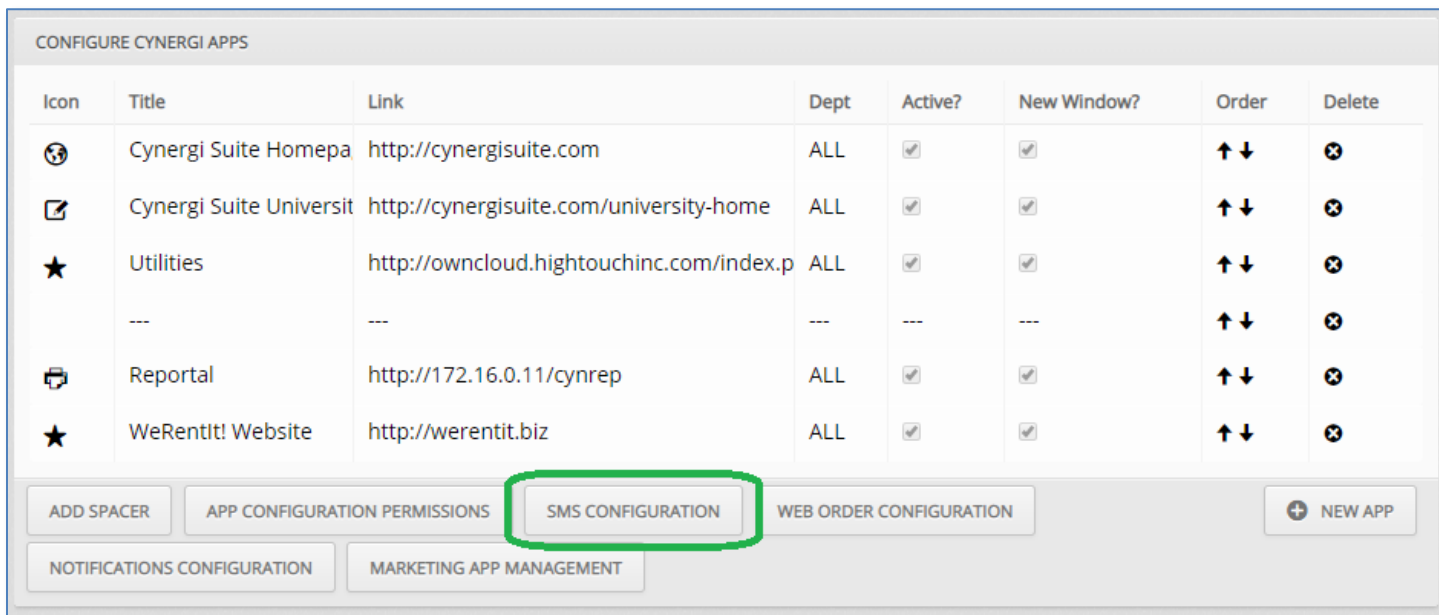 CONFIGURE CYNERGI APPS
Icon Title Link Dept Active? New Window? Order Delete
Cynergi Suite Homepa http://cynergisuite.com ALL
Cynergi Suite Universit http://cynergisuite.com/university-home ALL
Utilities http://owncloud.hightouchinc.com/index.p ALL
--- --- --- --- ---
Reportal http://172.16.0.11/cynrep ALL
WeRentIt! Website http://werentit.biz ALL
ADD SPACER APP CONFIGURATION PERMISSIONS SMS CONFIGURATION WEB ORDER CONFIGURATION NEW APP
NOTIFICATIONS CONFIGURATION MARKETING APP MANAGEMENT